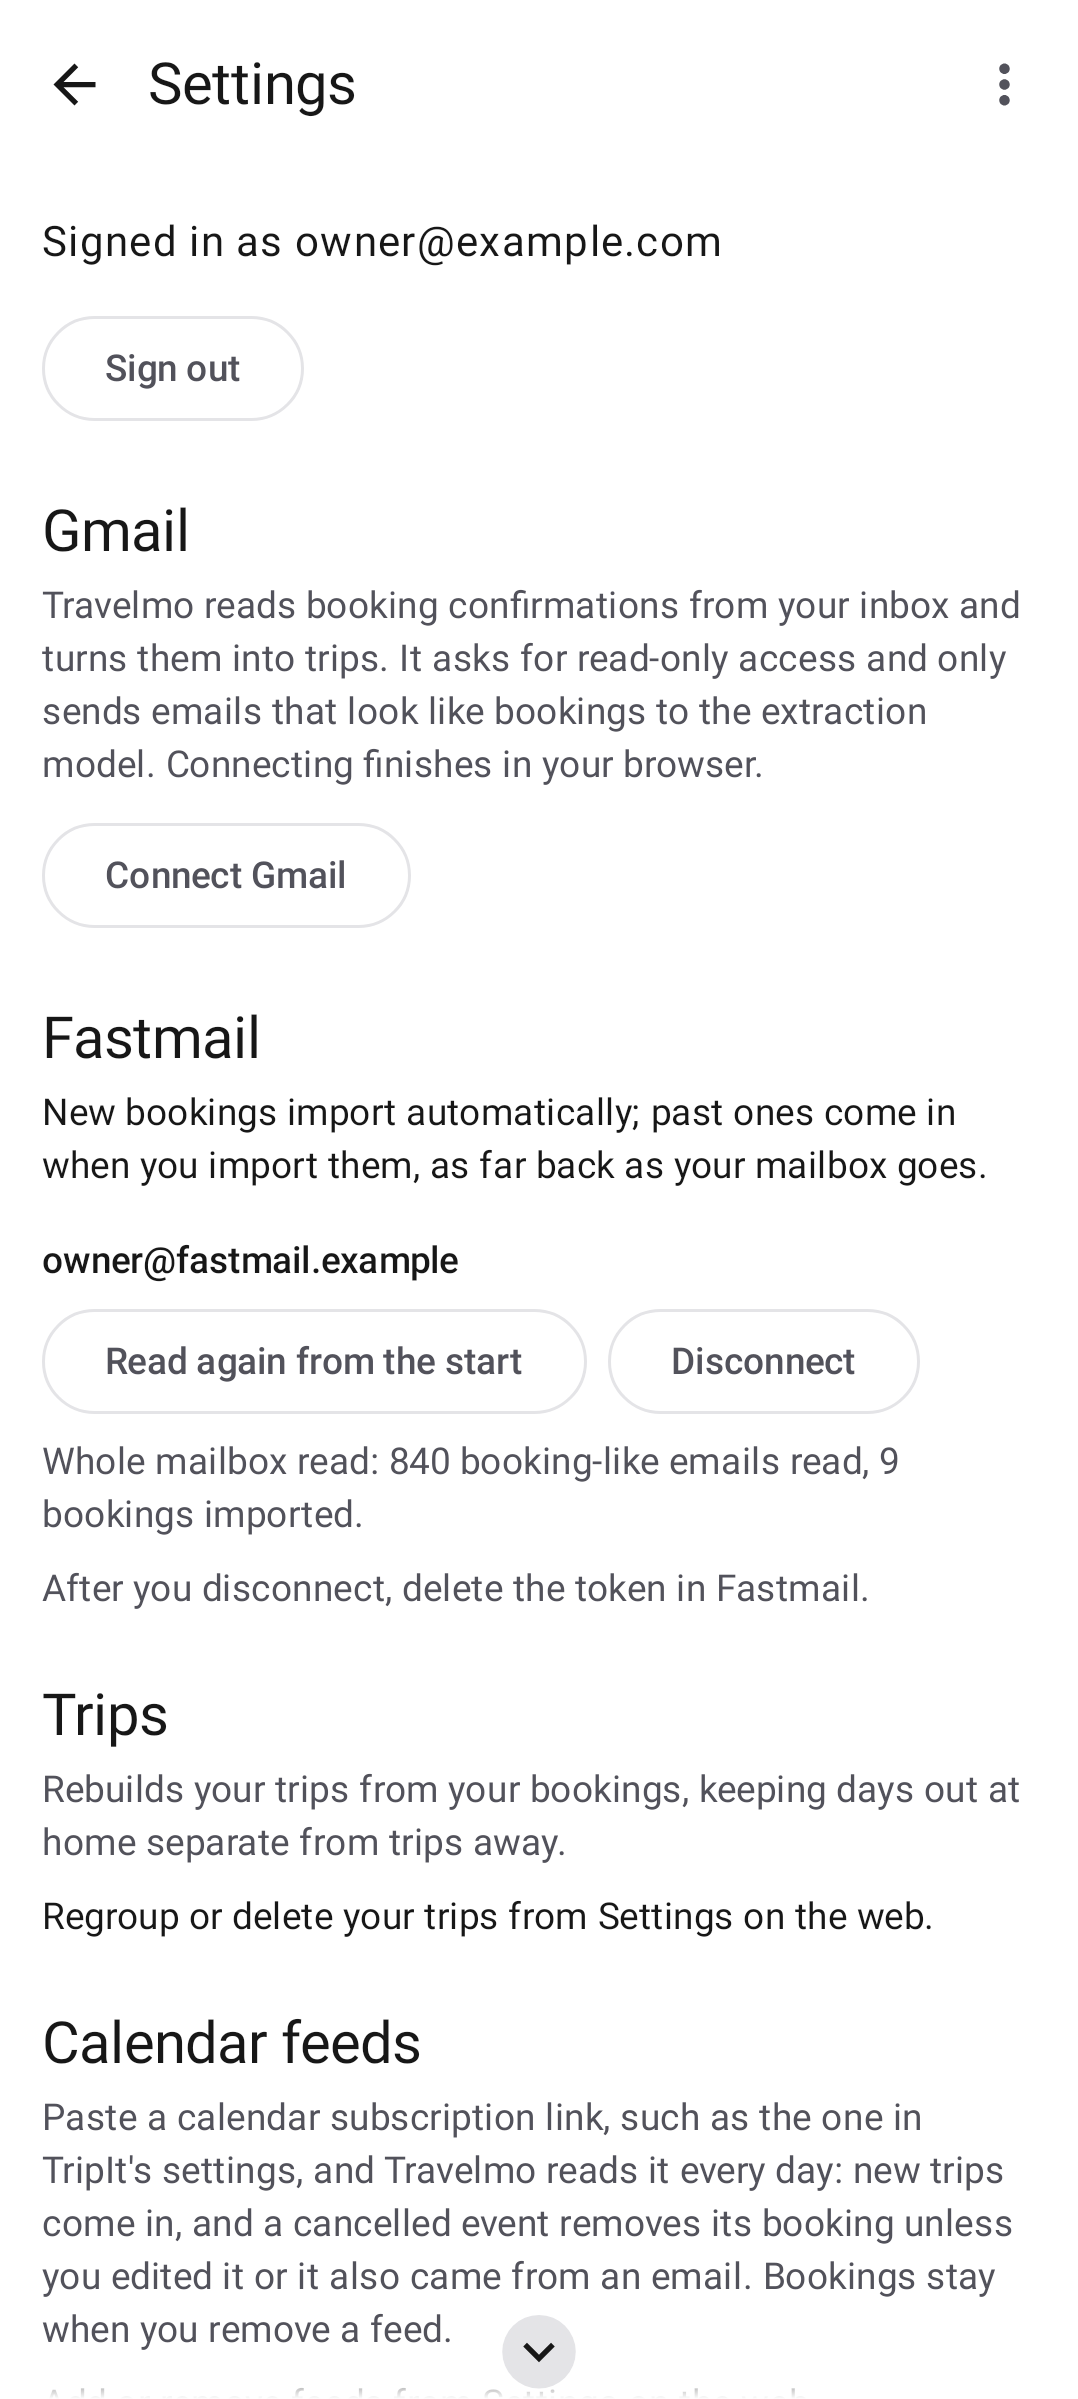 Settings
Signed in as owner@example.com
Sign out
Gmail
Travelmo reads booking confirmations from your inbox and
turns them into trips. It asks for read-only access and only
sends emails that look like bookings to the extraction
model. Connecting finishes in your browser.
Connect Gmail
Fastmail
New bookings import automatically; past ones come in
when you import them, as far back as your mailbox goes.
owner@fastmail.example
Read again from the start
Disconnect
Whole mailbox read: 840 booking-like emails read, 9
bookings imported.
After you disconnect, delete the token in Fastmail.
Trips
Rebuilds your trips from your bookings, keeping days out at
home separate from trips away.
Regroup or delete your trips from Settings on the web.
Calendar feeds
Paste a calendar subscription link, such as the one in
TripIt's settings, and Travelmo reads it every day: new trips
come in, and a cancelled event removes its booking unless
you edited it or it also came from an email. Bookings stay
when you remove a feed.